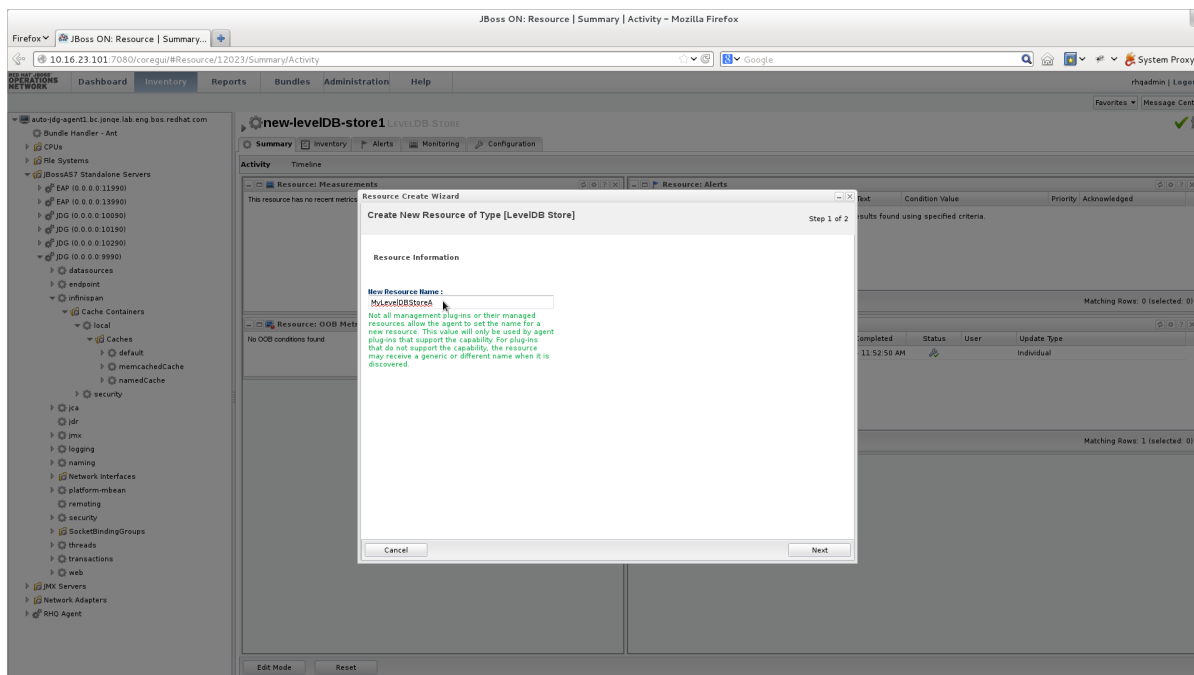 JBoss ON: Resource | Summary | Activity – Mozilla Firefox
Firefox
JBoss ON: Resource | Summary...
10.16.23.101:7080/coregui/#Resource/12023/Summary/Activity
Google
System Proxy
RED HAT JBOSS
OPERATIONS
NETWORK
Dashboard Inventory Reports Bundles Administration Help
rhqadmin | Logo
Favorites Message Cent
auto-jdg-agent1.bc.jonqe.lab.eng.bos.redhat.com
Bundle Handler - Ant
CPUs
File Systems
JBossAS7 Standalone Servers
EAP (0.0.0.0:11990)
EAP (0.0.0.0:13990)
JDG (0.0.0.0:10090)
JDG (0.0.0.0:10190)
JDG (0.0.0.0:10290)
JDG (0.0.0.0:9990)
datasources
endpoint
infinispan
Cache Containers
local
Caches
default
memcachedCache
namedCache
security
jca
jdr
jmx
logging
naming
Network Interfaces
platform-mbean
remoting
security
SocketBindingGroups
threads
transactions
web
JMX Servers
Network Adapters
RHQ Agent
new-levelDB-store1 LEVELDB STORE
Summary Inventory Alerts Monitoring Configuration
Activity Timeline
Resource: Measurements
This resource has no recent metrics
Resource: Alerts
Text Condition Value Priority Acknowledged
esults found using specified criteria.
Matching Rows: 0 (selected: 0)
Resource: OOB Metr
No OOB conditions found
ompleted Status User Update Type
11:52:50 AM Individual
Matching Rows: 1 (selected: 0)
Resource Create Wizard
Create New Resource of Type [LevelDB Store]
Step 1 of 2
Resource Information
New Resource Name :
MyLevelDBStoreA
Not all management plug-ins or their managed
resources allow the agent to set the name for a
new resource. This value will only be used by agent
plug-ins that support the capability. For plug-ins
that do not support the capability, the resource
may receive a generic or different name when it is
discovered.
Cancel
Next
Edit Mode Reset